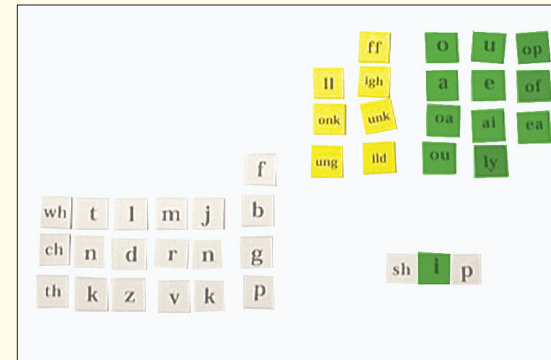 ff o u op
ll igh a e of
onk unk oa ai ea
ung ild ou ly
f
wh t l m j b
ch n d r n g
sh i p
th k z v k p